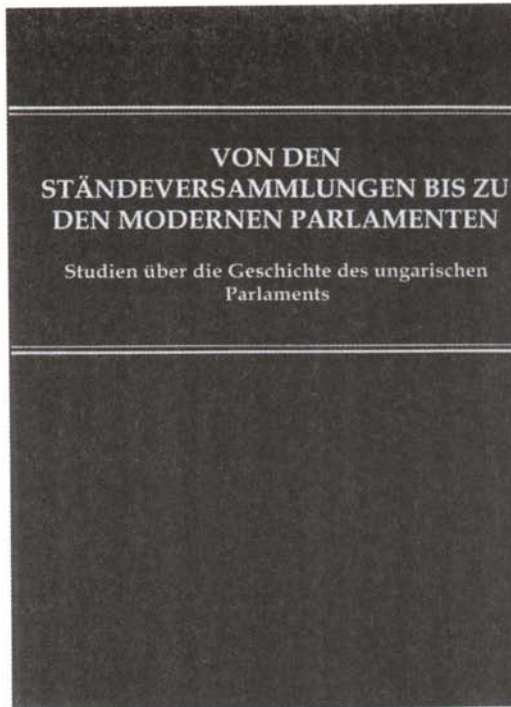 VON DEN
STÄNDEVERSAMMLUNGEN BIS ZU
DEN MODERNEN PARLAMENTEN
Studien über die Geschichte des ungarischen
Parlaments